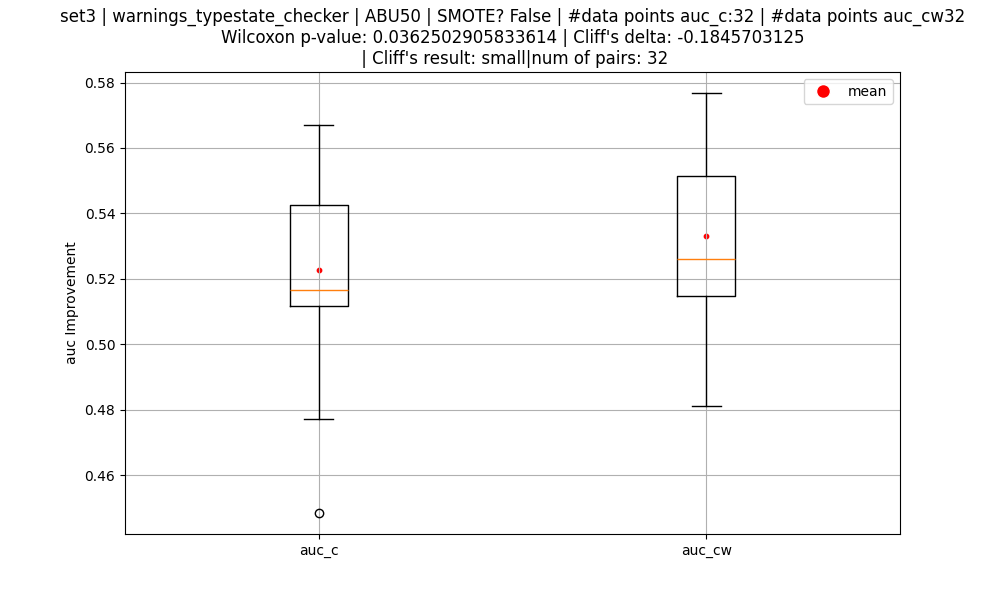 set3 | warnings_typestate_checker | ABU50 | SMOTE? False | #data points auc_c:32 | #data points auc_cw32
Wilcoxon p-value: 0.0362502905833614 | Cliff's delta: -0.1845703125
| Cliff's result: small|num of pairs: 32
mean
0.58
0.56
0.54
0.52
0.50
0.48
0.46
auc Improvement
auc_c
auc_cw